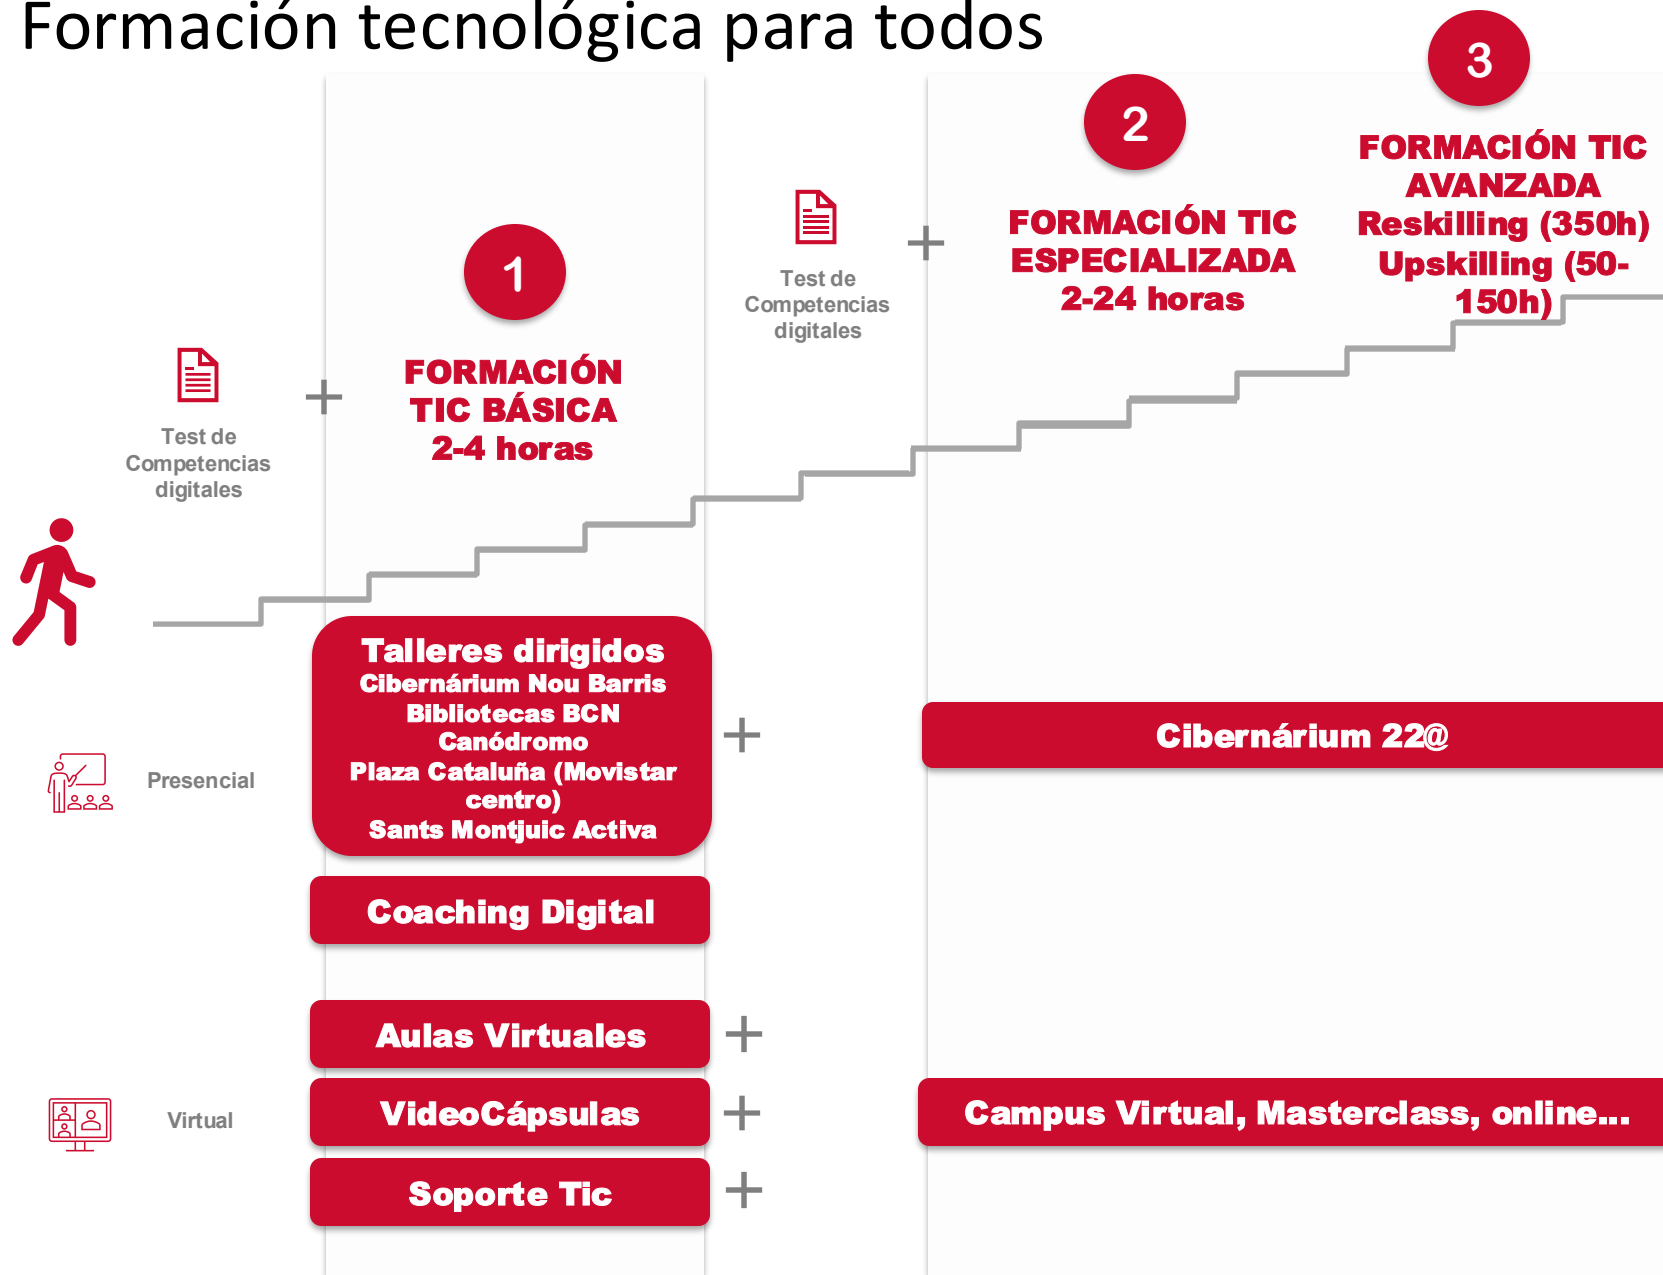 Formación tecnológica para todos
3
2
FORMACIÓN TIC
AVANZADA
Reskilling (350h)
Upskilling (50-
150h)
FORMACIÓN TIC
ESPECIALIZADA
2-24 horas
+
Test de
Competencias
digitales
1
FORMACIÓN
TIC BÁSICA
2-4 horas
+
Test de
Competencias
digitales
Talleres dirigidos
Cibernárium Nou Barris
Bibliotecas BCN
Canódromo
Plaza Cataluña (Movistar
centro)
Sants Montjuic Activa
+
Cibernárium 22@
Presencial
Coaching Digital
Aulas Virtuales
+
VideoCápsulas
+
Campus Virtual, Masterclass, online...
Virtual
Soporte Tic
+